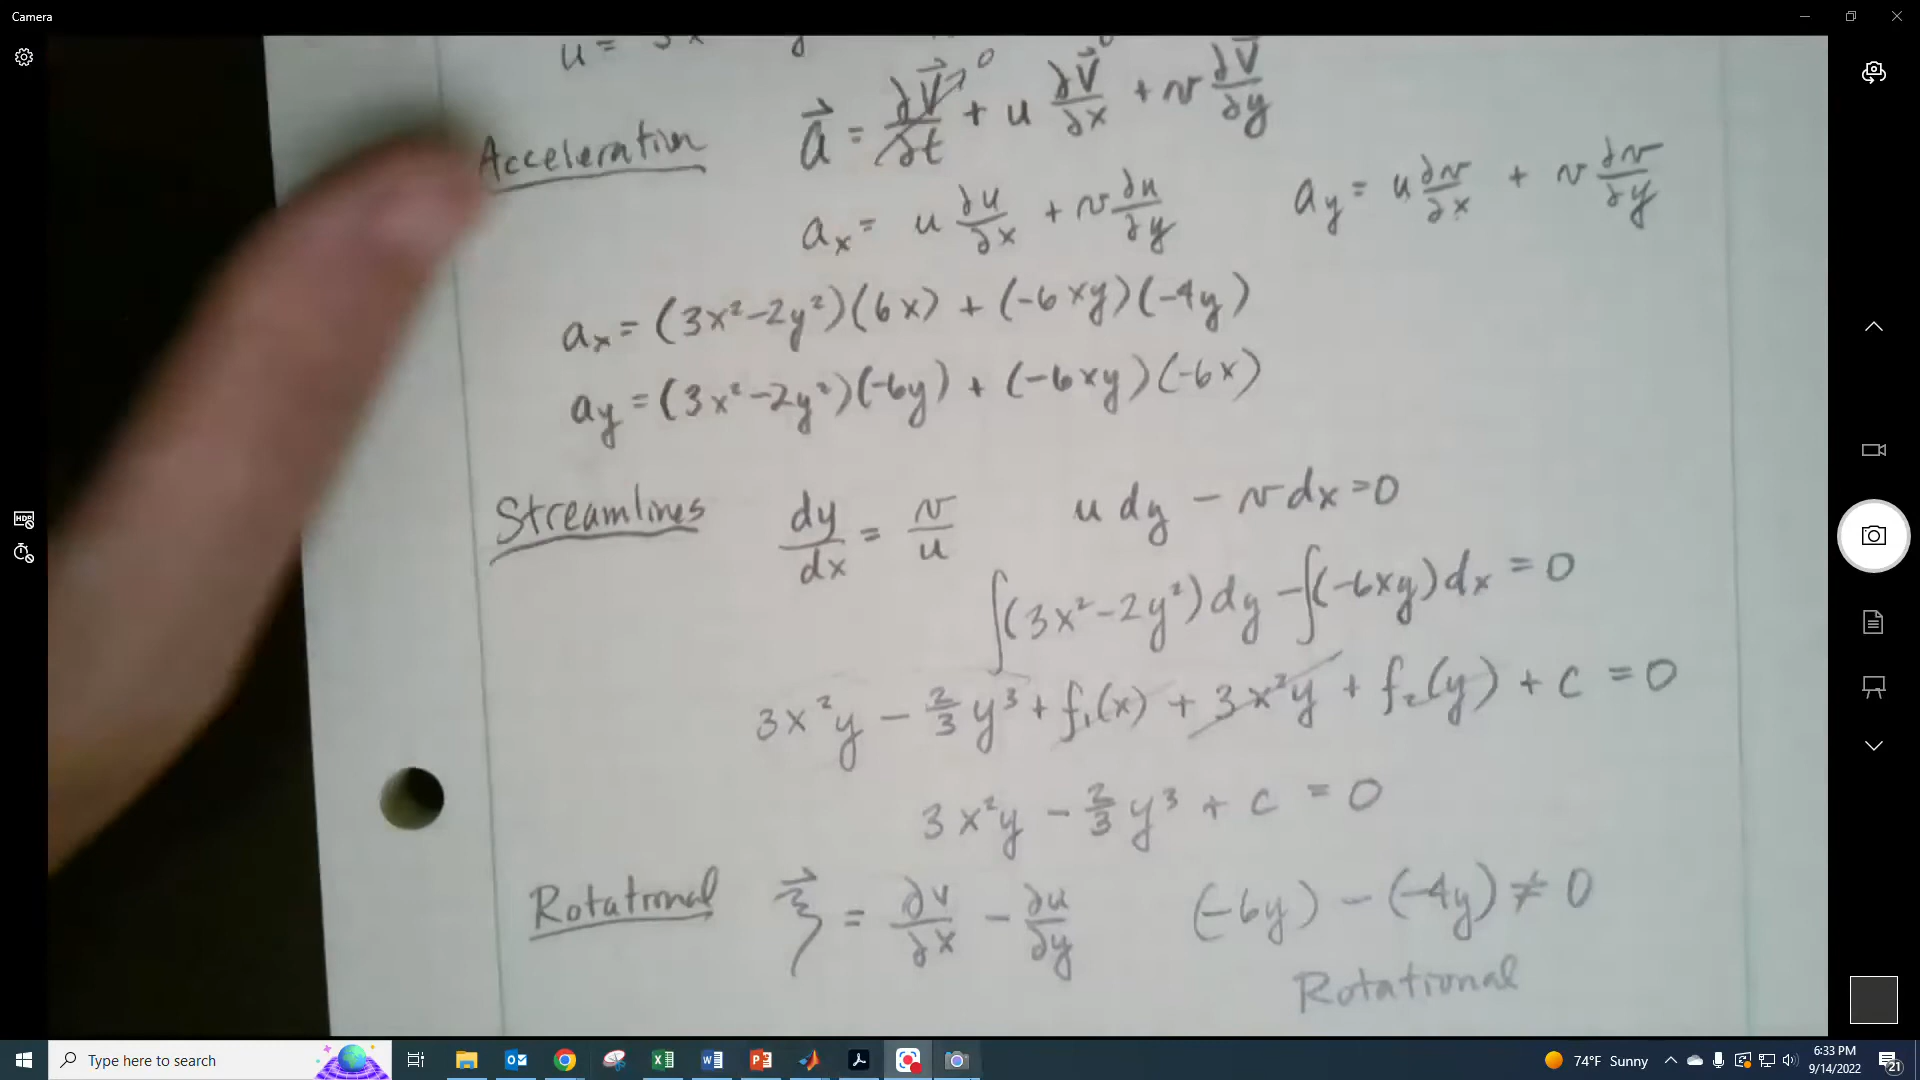 Camera
u =
Acceleration  a⃗ = ∂V⃗/∂t ↗0 + u ∂V⃗/∂x + v ∂V⃗/∂y
aₓ = u ∂u/∂x + v ∂u/∂y  a_y = u ∂v/∂x + v ∂v/∂y
aₓ = (3x²-2y²)(6x) + (-6xy)(-4y)
a_y = (3x²-2y²)(-6y) + (-6xy)(-6x)
Streamlines  dy/dx = v/u  u dy - v dx = 0
∫(3x²-2y²)dy - ∫(-6xy)dx = 0
3x²y - 2/3 y³ + f₁(x) + 3x²y + f₂(y) + c = 0
3x²y - 2/3 y³ + c = 0
Rotational  ξ⃗ = ∂v/∂x - ∂u/∂y  (-6y) - (-4y) ≠ 0
Rotational
Type here to search
74°F Sunny
6:33 PM
9/14/2022
21